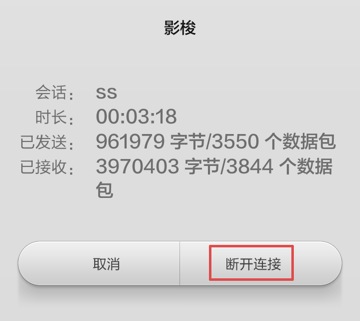 影梭
会话： ss
时长： 00:03:18
已发送： 961979 字节/3550 个数据包
已接收： 3970403 字节/3844 个数据
包
取消 断开连接